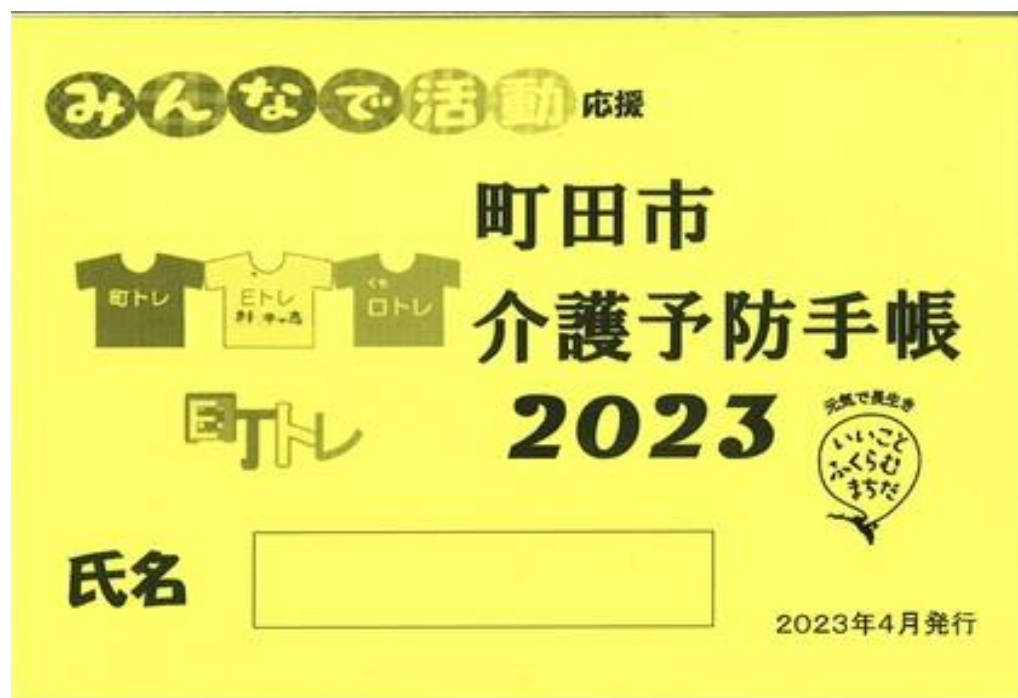 みんなで活動 応援
町田市
介護予防手帳
2023
町トレ
Eトレ
くち
口トレ
町トレ
元気で長生き
いいこと
ふくらむ
まちだ
氏名
2023年4月発行